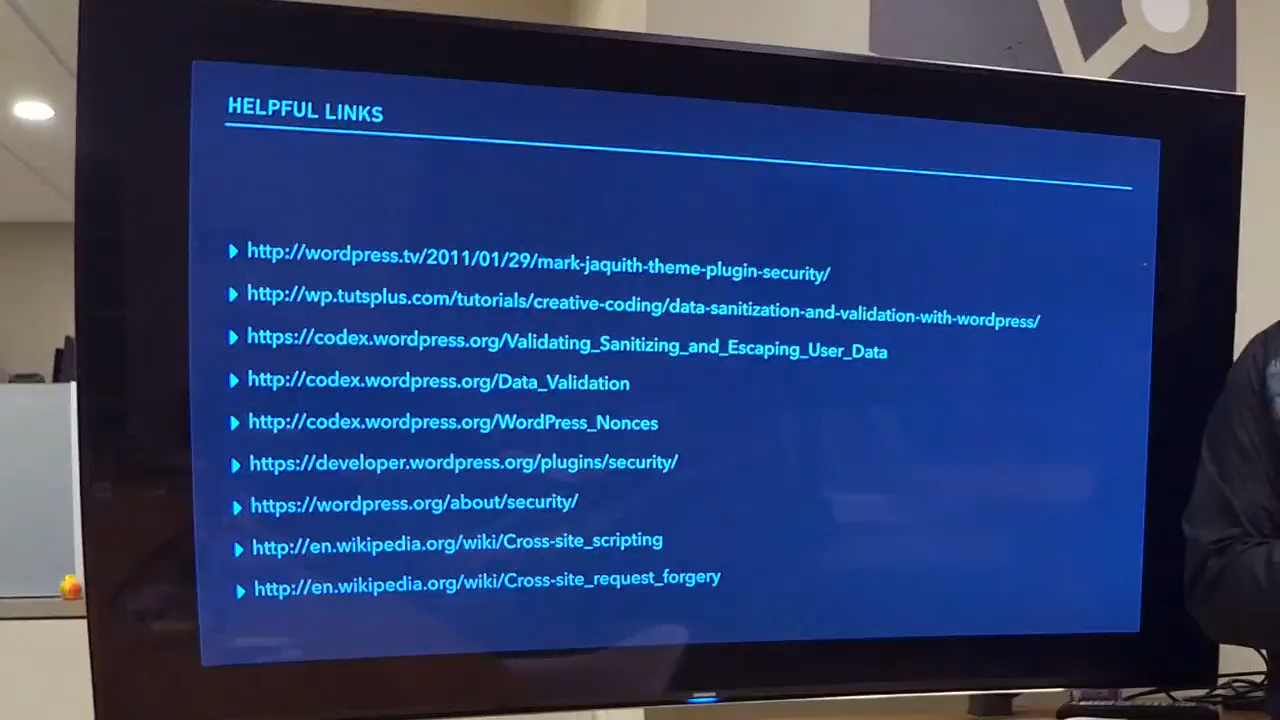 HELPFUL LINKS
http://wordpress.tv/2011/01/29/mark-jaquith-theme-plugin-security/
http://wp.tutsplus.com/tutorials/creative-coding/data-sanitization-and-validation-with-wordpress/
https://codex.wordpress.org/Validating_Sanitizing_and_Escaping_User_Data
http://codex.wordpress.org/Data_Validation
http://codex.wordpress.org/WordPress_Nonces
https://developer.wordpress.org/plugins/security/
https://wordpress.org/about/security/
http://en.wikipedia.org/wiki/Cross-site_scripting
http://en.wikipedia.org/wiki/Cross-site_request_forgery